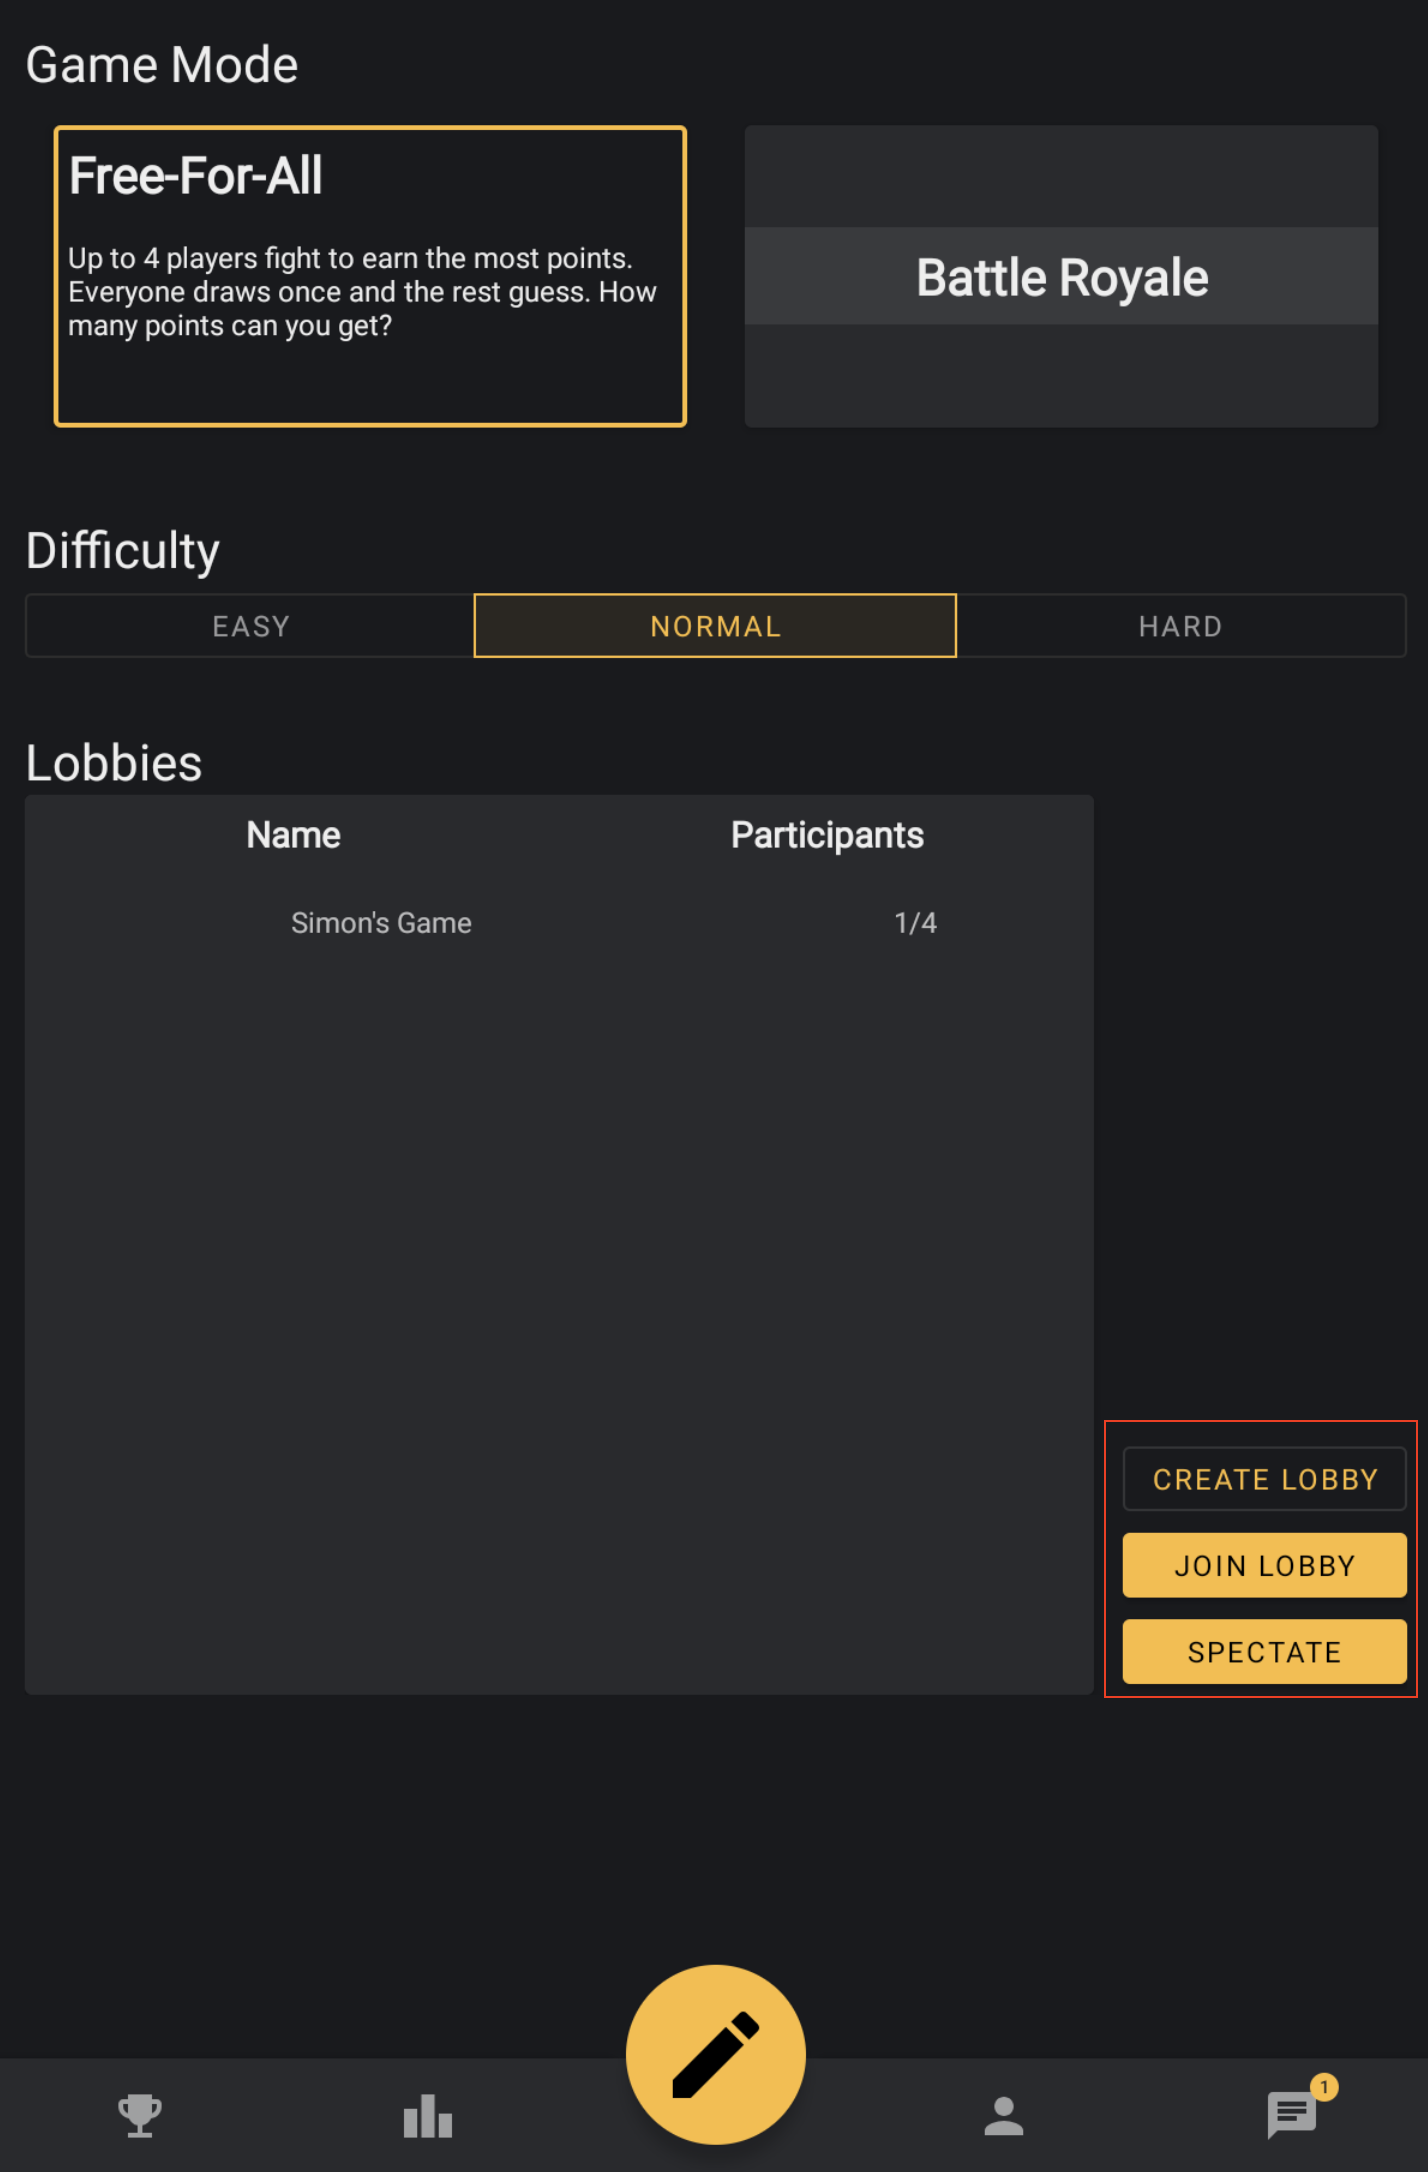 Game Mode
Free-For-All
Up to 4 players fight to earn the most points.
Everyone draws once and the rest guess. How
many points can you get?
Battle Royale
Difficulty
EASY NORMAL HARD
Lobbies
Name Participants
Simon's Game 1/4
CREATE LOBBY
JOIN LOBBY
SPECTATE
1